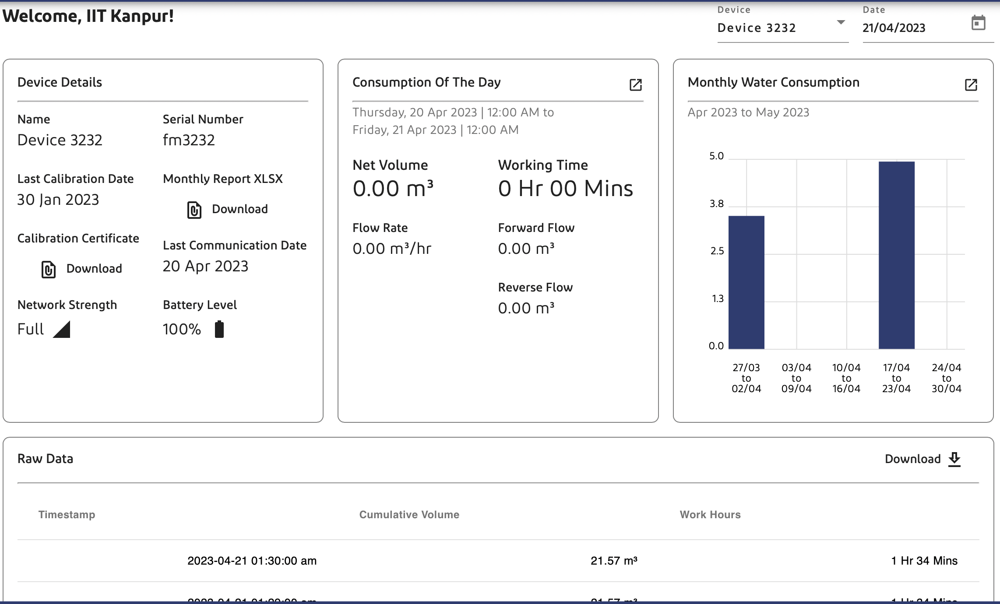 Welcome, IIT Kanpur!
Device
Device 3232
Date
21/04/2023
Device Details
Name
Device 3232
Serial Number
fm3232
Last Calibration Date
30 Jan 2023
Monthly Report XLSX
Download
Calibration Certificate
Download
Last Communication Date
20 Apr 2023
Network Strength
Full
Battery Level
100%
Consumption Of The Day
Thursday, 20 Apr 2023 | 12:00 AM to
Friday, 21 Apr 2023 | 12:00 AM
Net Volume
0.00 m³
Working Time
0 Hr 00 Mins
Flow Rate
0.00 m³/hr
Forward Flow
0.00 m³
Reverse Flow
0.00 m³
Monthly Water Consumption
Apr 2023 to May 2023
5.0
3.8
2.5
1.3
0.0
27/03 to 02/04
03/04 to 09/04
10/04 to 16/04
17/04 to 23/04
24/04 to 30/04
Raw Data
Download
Timestamp Cumulative Volume Work Hours
2023-04-21 01:30:00 am 21.57 m³ 1 Hr 34 Mins